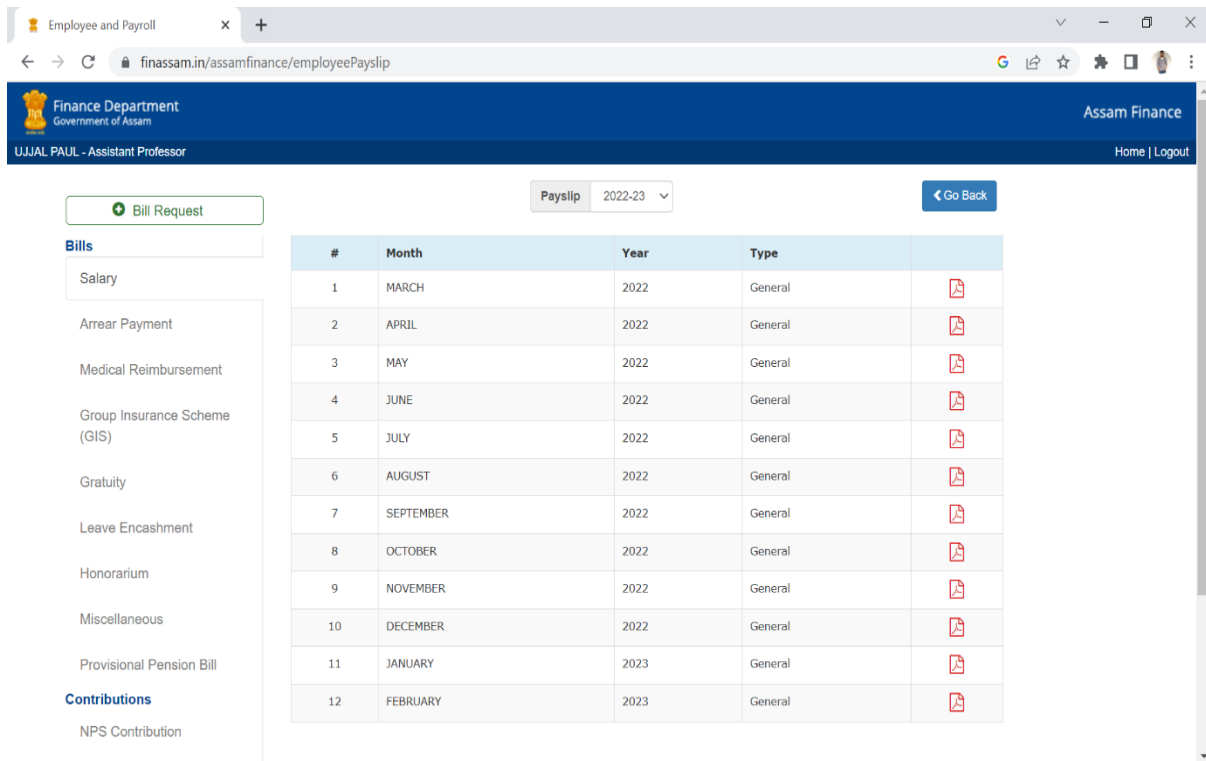 Employee and Payroll
finassam.in/assamfinance/employeePayslip
Finance Department
Government of Assam
Assam Finance
UJJAL PAUL - Assistant Professor
Home | Logout
Bill Request
Bills
Salary
Arrear Payment
Medical Reimbursement
Group Insurance Scheme
(GIS)
Gratuity
Leave Encashment
Honorarium
Miscellaneous
Provisional Pension Bill
Contributions
NPS Contribution
Payslip 2022-23
Go Back
# Month Year Type
1 MARCH 2022 General
2 APRIL 2022 General
3 MAY 2022 General
4 JUNE 2022 General
5 JULY 2022 General
6 AUGUST 2022 General
7 SEPTEMBER 2022 General
8 OCTOBER 2022 General
9 NOVEMBER 2022 General
10 DECEMBER 2022 General
11 JANUARY 2023 General
12 FEBRUARY 2023 General